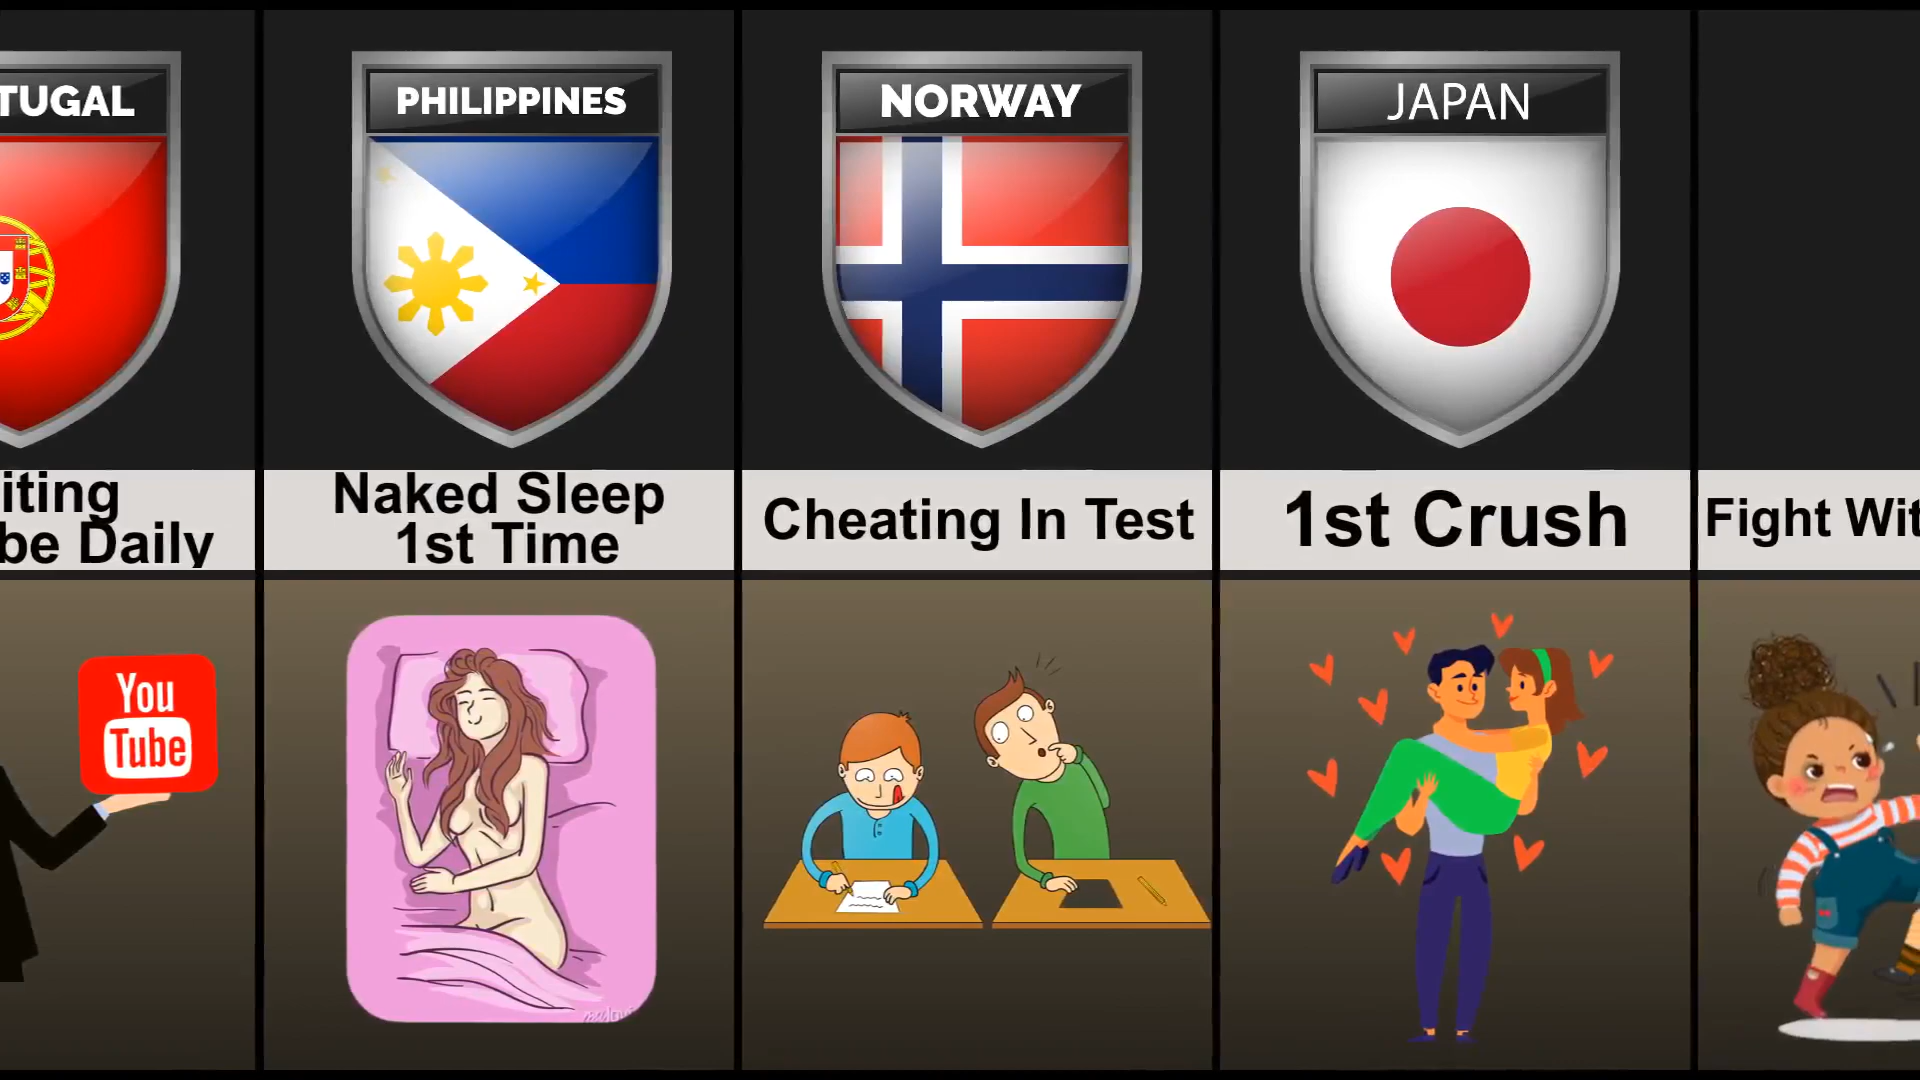 TUGAL
PHILIPPINES
NORWAY
JAPAN
iting
be Daily
Naked Sleep
1st Time
Cheating In Test
1st Crush
Fight Wit
You
Tube